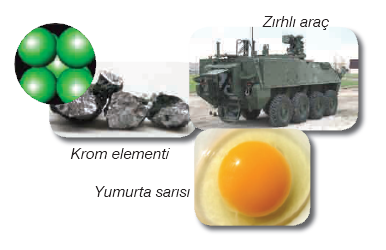 Zırhlı araç
Krom elementi
Yumurta sarısı